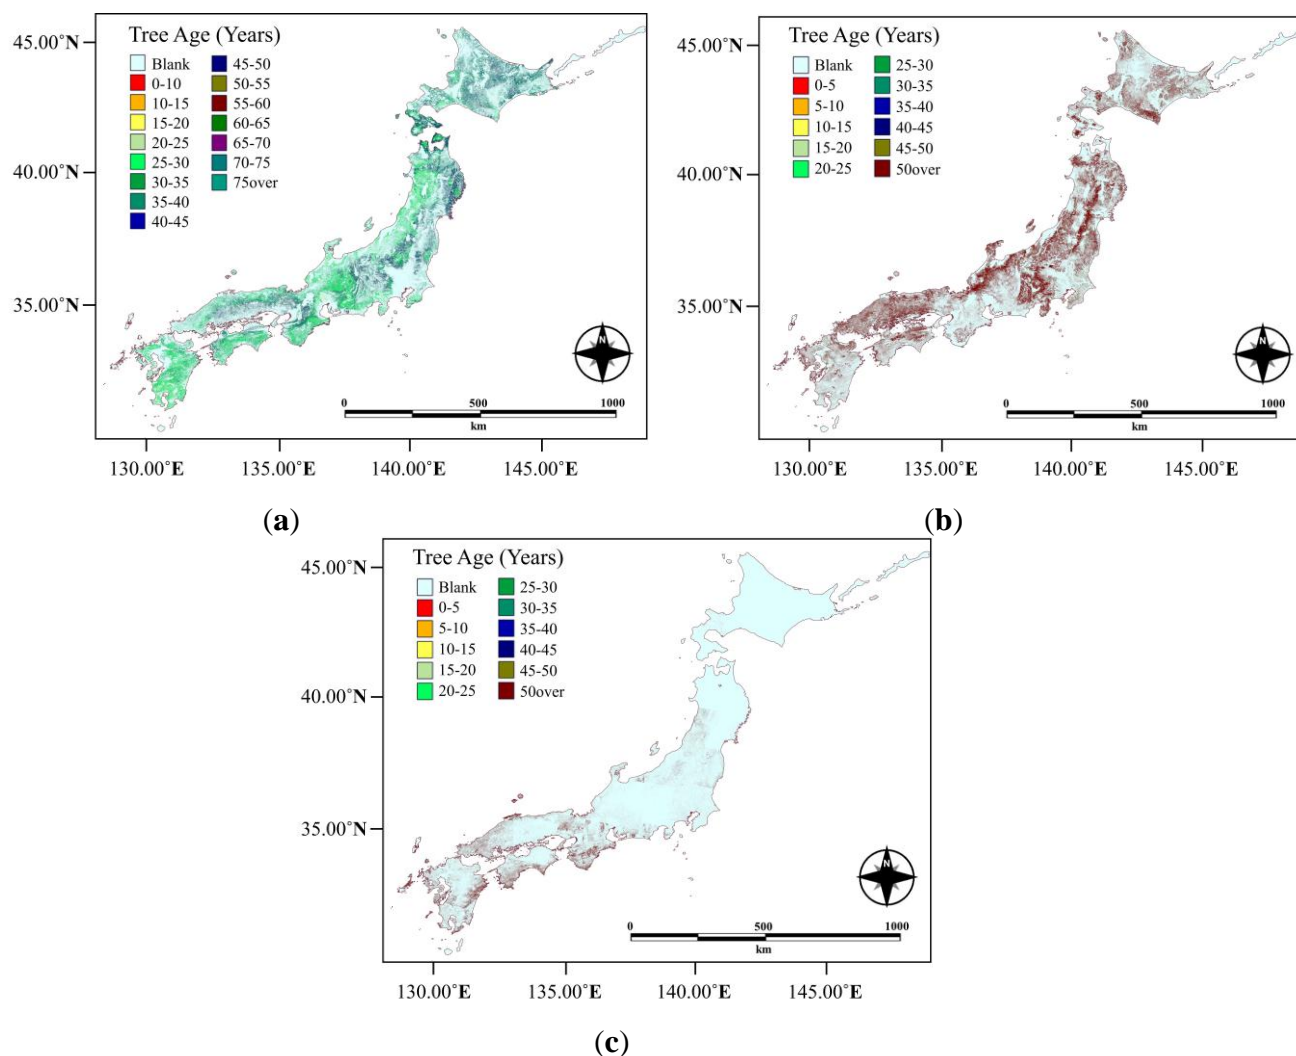 Tree Age (Years)
Blank
0-10
10-15
15-20
20-25
25-30
30-35
35-40
40-45
45-50
50-55
55-60
60-65
65-70
70-75
75over
45.00°N
40.00°N
35.00°N
N
0 500 1000
km
130.00°E 135.00°E 140.00°E 145.00°E
(a)
Tree Age (Years)
Blank
0-5
5-10
10-15
15-20
20-25
25-30
30-35
35-40
40-45
45-50
50over
45.00°N
40.00°N
35.00°N
N
0 500 1000
km
130.00°E 135.00°E 140.00°E 145.00°E
(b)
Tree Age (Years)
Blank
0-5
5-10
10-15
15-20
20-25
25-30
30-35
35-40
40-45
45-50
50over
45.00°N
40.00°N
35.00°N
N
0 500 1000
km
130.00°E 135.00°E 140.00°E 145.00°E
(c)